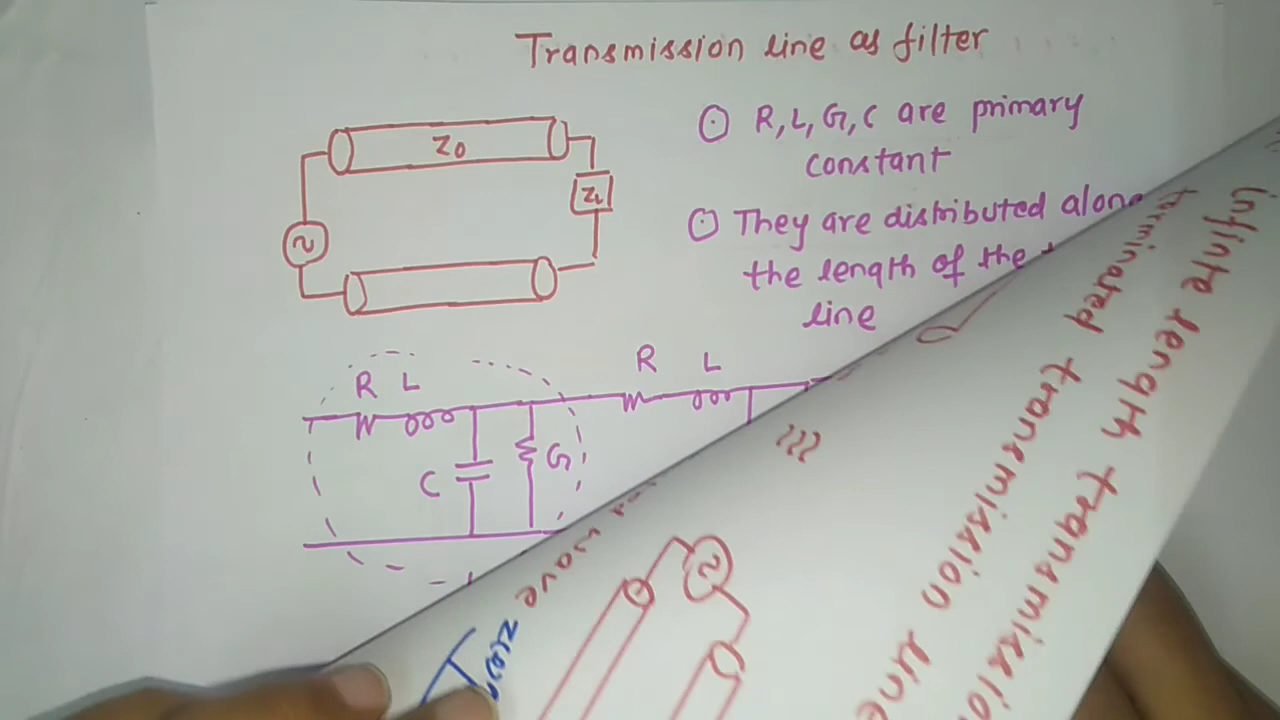 Transmission line as filter
Z0
ZL
⊙ R, L, G, C are primary
constant
⊙ They are distributed along
the length of the
line
R L
C
G
R L
infinte length transmission
terminated transmission line
wave